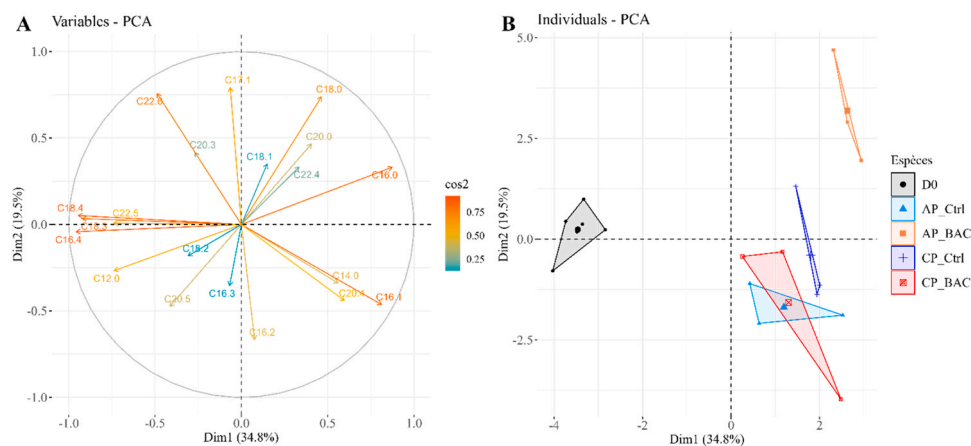 A Variables - PCA
1.0
0.5
0.0
-0.5
-1.0
Dim2 (19.5%)
-1.0
-0.5
0.0
0.5
1.0
Dim1 (34.8%)
C17.1
C18.0
C22.6
C20.3
C18.1
C20.0
C22.4
C16.0
C18.4
C22.5
C18.3
C16.4
C18.2
C12.0
C16.3
C14.0
C20.4
C16.1
C20.5
C16.2
cos2
0.75
0.50
0.25
B Individuals - PCA
5.0
2.5
0.0
-2.5
Dim2 (19.5%)
-4
-2
0
2
Dim1 (34.8%)
Espèces
D0
AP_Ctrl
AP_BAC
CP_Ctrl
CP_BAC